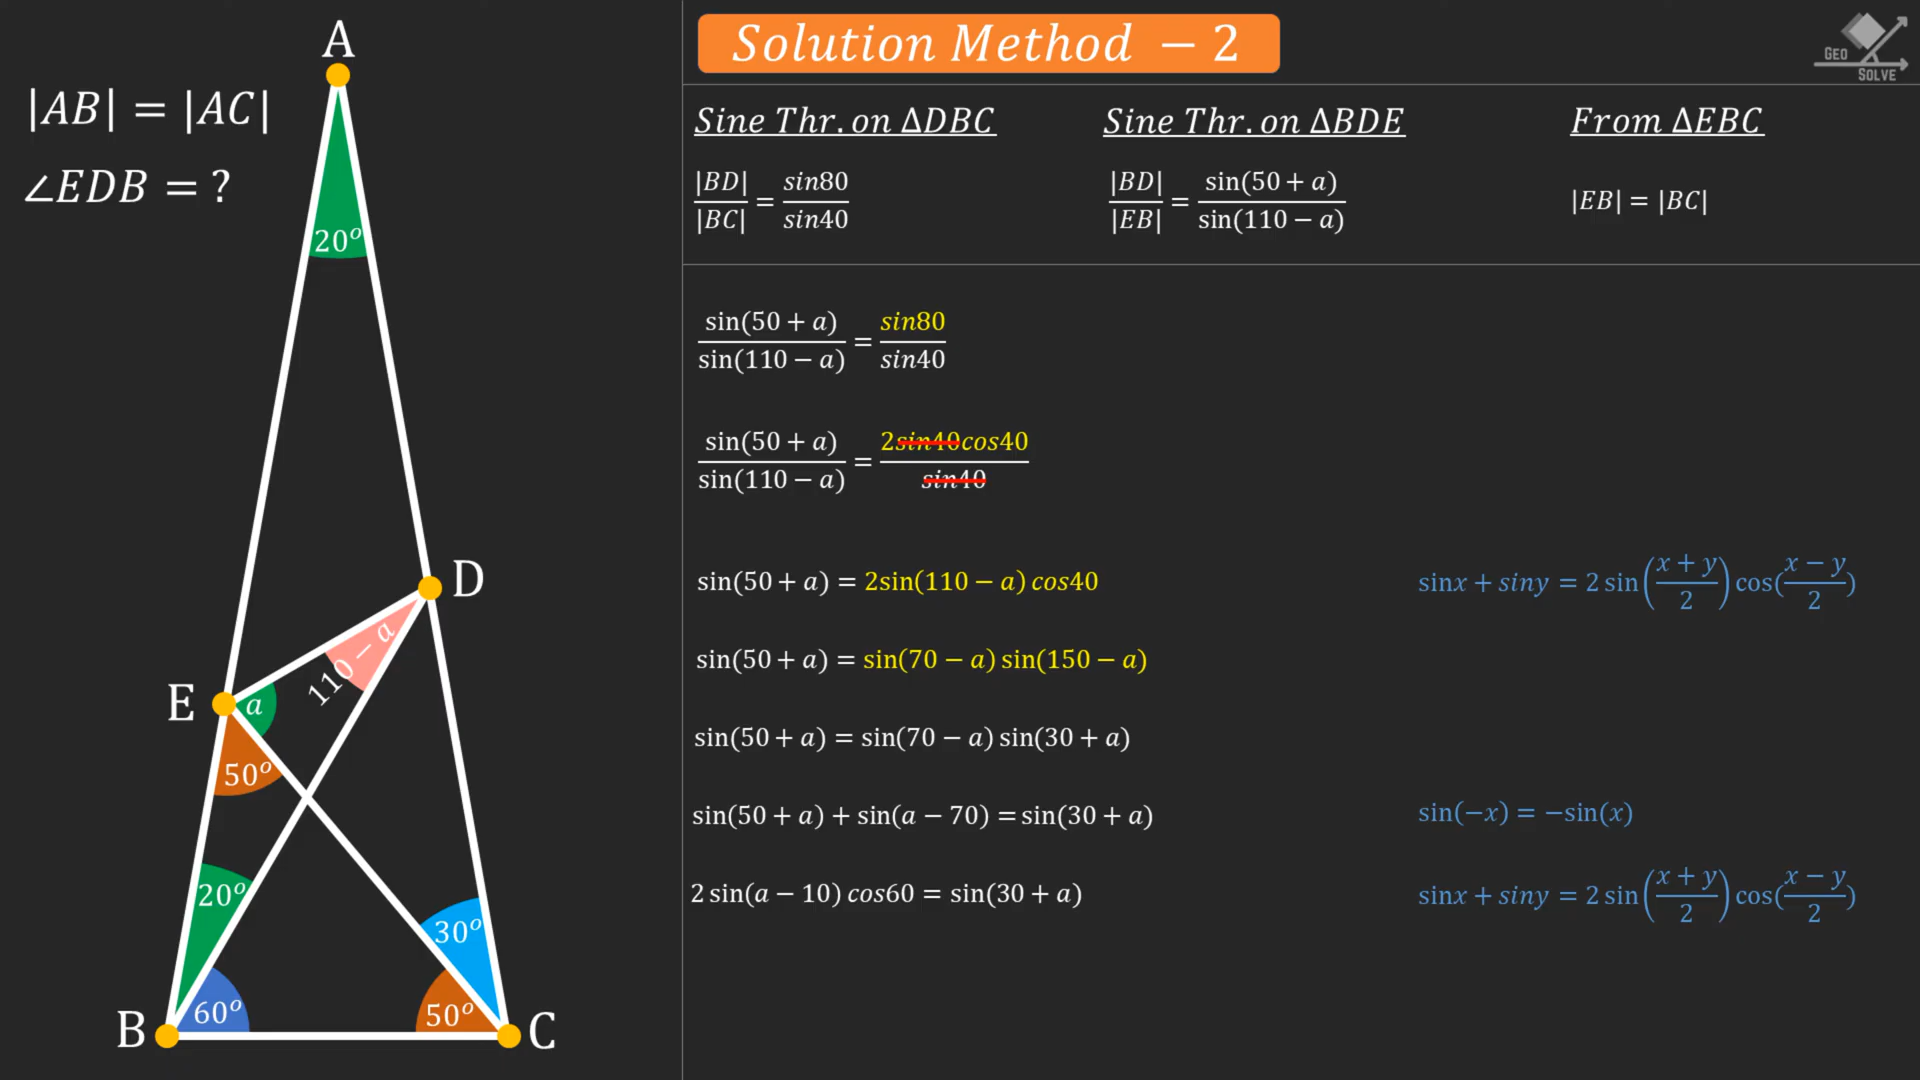 A
|AB| = |AC|
∠EDB = ?
20°
D
110 − a
E
a
50°
20°
30°
60°
50°
B
C
Solution Method − 2
GEO
SOLVE
Sine Thr. on ΔDBC
|BD| / |BC| = sin80 / sin40
Sine Thr. on ΔBDE
|BD| / |EB| = sin(50 + a) / sin(110 − a)
From ΔEBC
|EB| = |BC|
sin(50 + a) / sin(110 − a) = sin80 / sin40
sin(50 + a) / sin(110 − a) = 2sin40cos40 / sin40
sin(50 + a) = 2sin(110 − a) cos40
sinx + siny = 2 sin((x + y) / 2) cos((x − y) / 2)
sin(50 + a) = sin(70 − a) sin(150 − a)
sin(50 + a) = sin(70 − a) sin(30 + a)
sin(50 + a) + sin(a − 70) = sin(30 + a)
sin(−x) = −sin(x)
2 sin(a − 10) cos60 = sin(30 + a)
sinx + siny = 2 sin((x + y) / 2) cos((x − y) / 2)